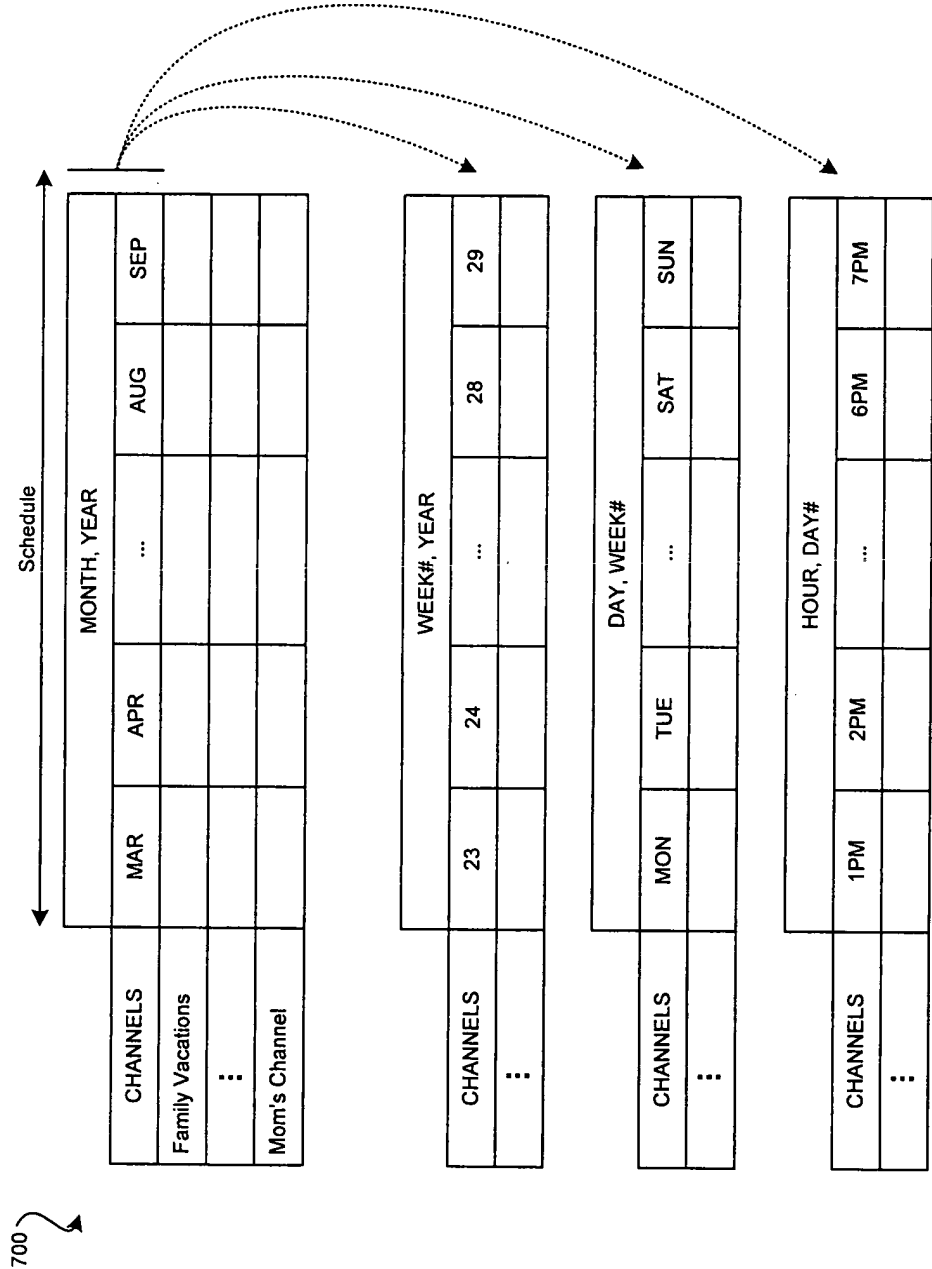 700
Schedule
MONTH, YEAR
CHANNELS MAR APR ... AUG SEP
Family Vacations
⋮
Mom's Channel
WEEK#, YEAR
CHANNELS 23 24 ... 28 29
⋮
DAY, WEEK#
CHANNELS MON TUE ... SAT SUN
⋮
HOUR, DAY#
CHANNELS 1PM 2PM ... 6PM 7PM
⋮